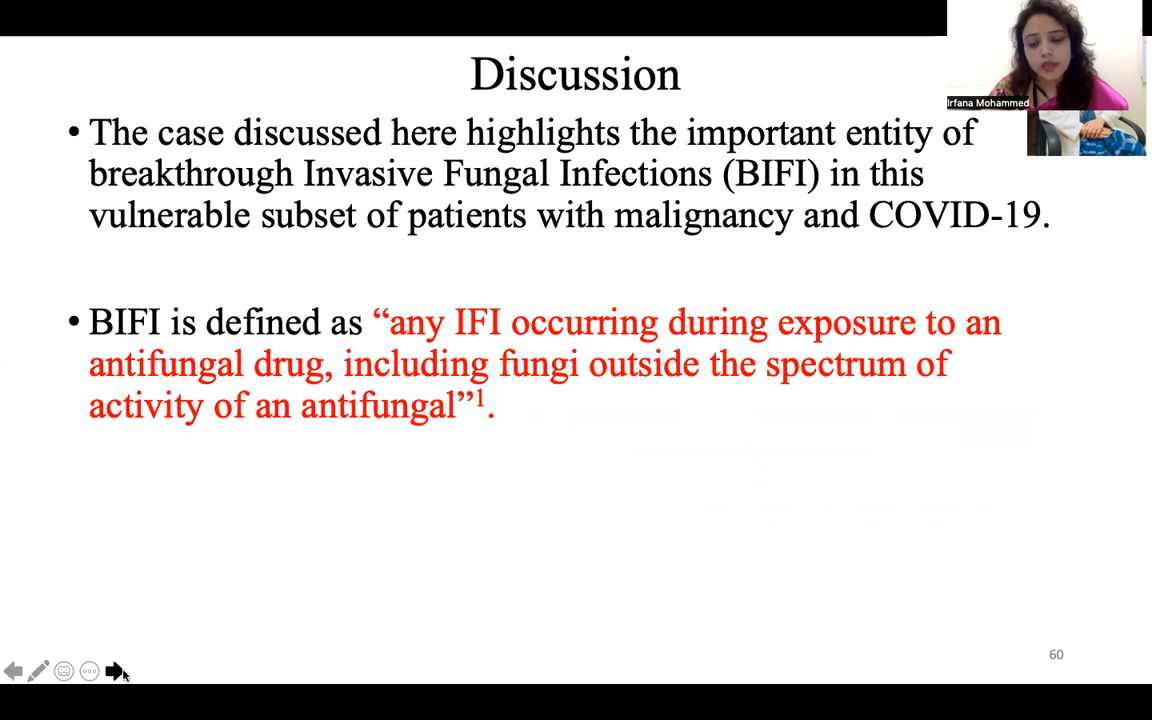 Discussion
Irfana Mohammed
• The case discussed here highlights the important entity of
breakthrough Invasive Fungal Infections (BIFI) in this
vulnerable subset of patients with malignancy and COVID-19.
• BIFI is defined as “any IFI occurring during exposure to an
antifungal drug, including fungi outside the spectrum of
activity of an antifungal”¹.
60